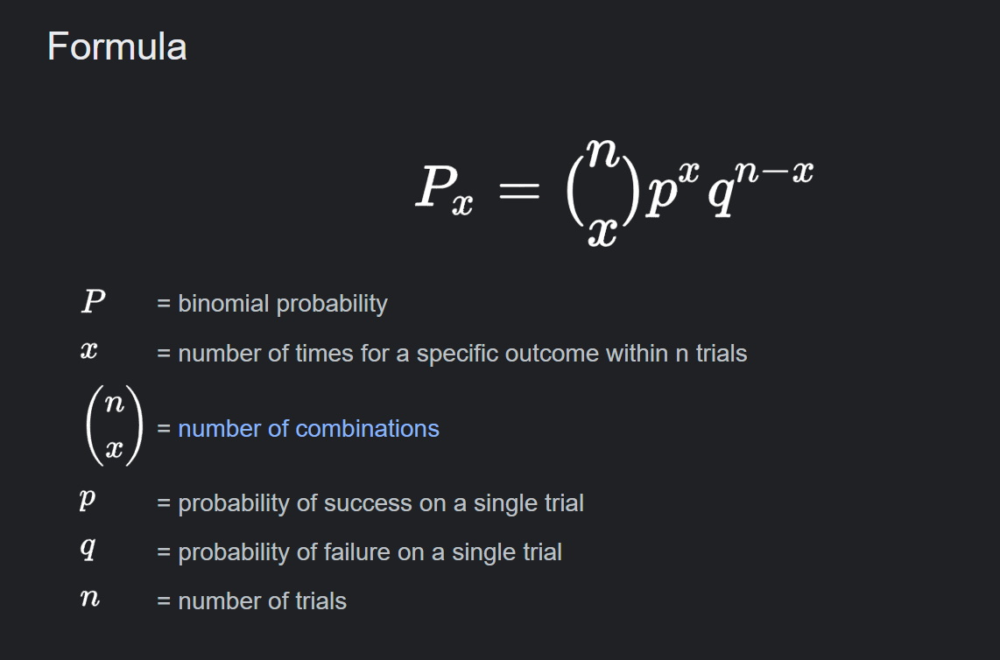 Formula
P_x = \binom{n}{x} p^x q^{n-x}
P = binomial probability
x = number of times for a specific outcome within n trials
\binom{n}{x} = number of combinations
p = probability of success on a single trial
q = probability of failure on a single trial
n = number of trials